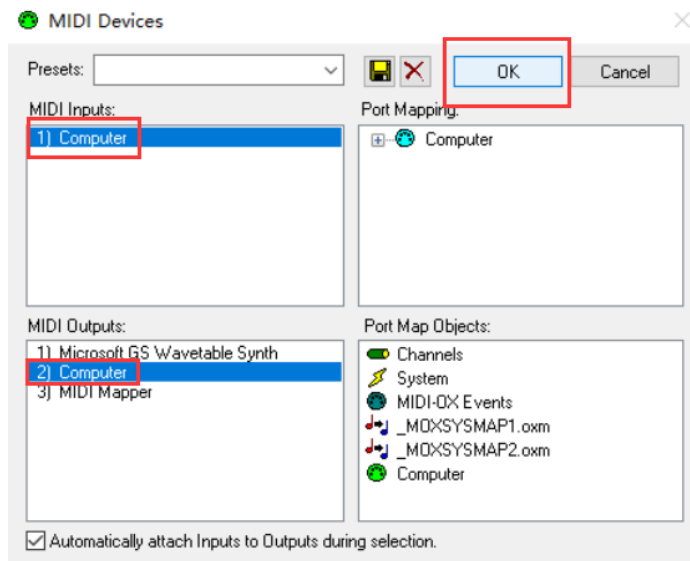 MIDI Devices
Presets:
OK
Cancel
MIDI Inputs:
Port Mapping:
1) Computer
Computer
MIDI Outputs:
Port Map Objects:
1) Microsoft GS Wavetable Synth
2) Computer
3) MIDI Mapper
Channels
System
MIDI-OX Events
_MOXSYSMAP1.oxm
_MOXSYSMAP2.oxm
Computer
Automatically attach Inputs to Outputs during selection.